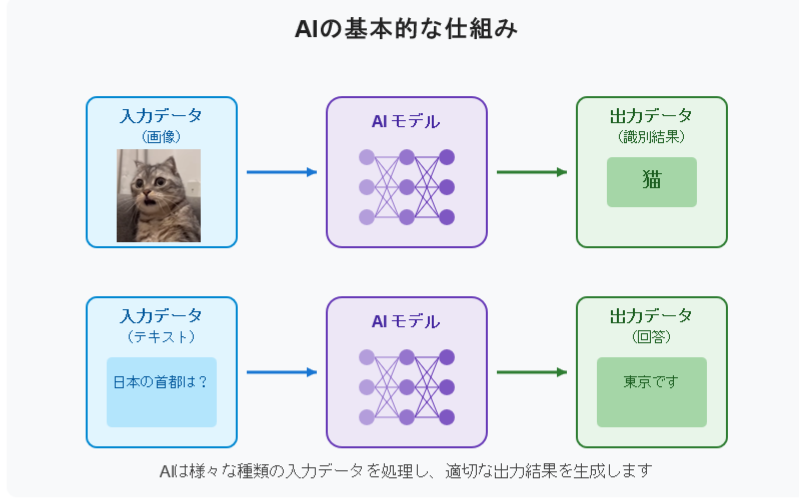 AIの基本的な仕組み
入力データ
(画像)
AI モデル
出力データ
(識別結果)
猫
入力データ
(テキスト)
日本の首都は？
AI モデル
出力データ
(回答)
東京です
AIは様々な種類の入力データを処理し、適切な出力結果を生成します